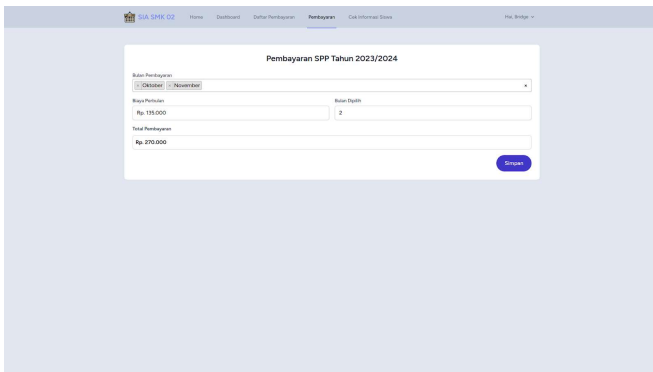 SIA SMK 02 Home Dashboard Daftar Pembayaran Pembayaran Cek Informasi Siswa Hai, Bridge
Pembayaran SPP Tahun 2023/2024
Bulan Pembayaran
× Oktober × November ×
Biaya Perbulan Bulan Dipilih
Rp. 135.000 2
Total Pembayaran
Rp. 270.000
Simpan